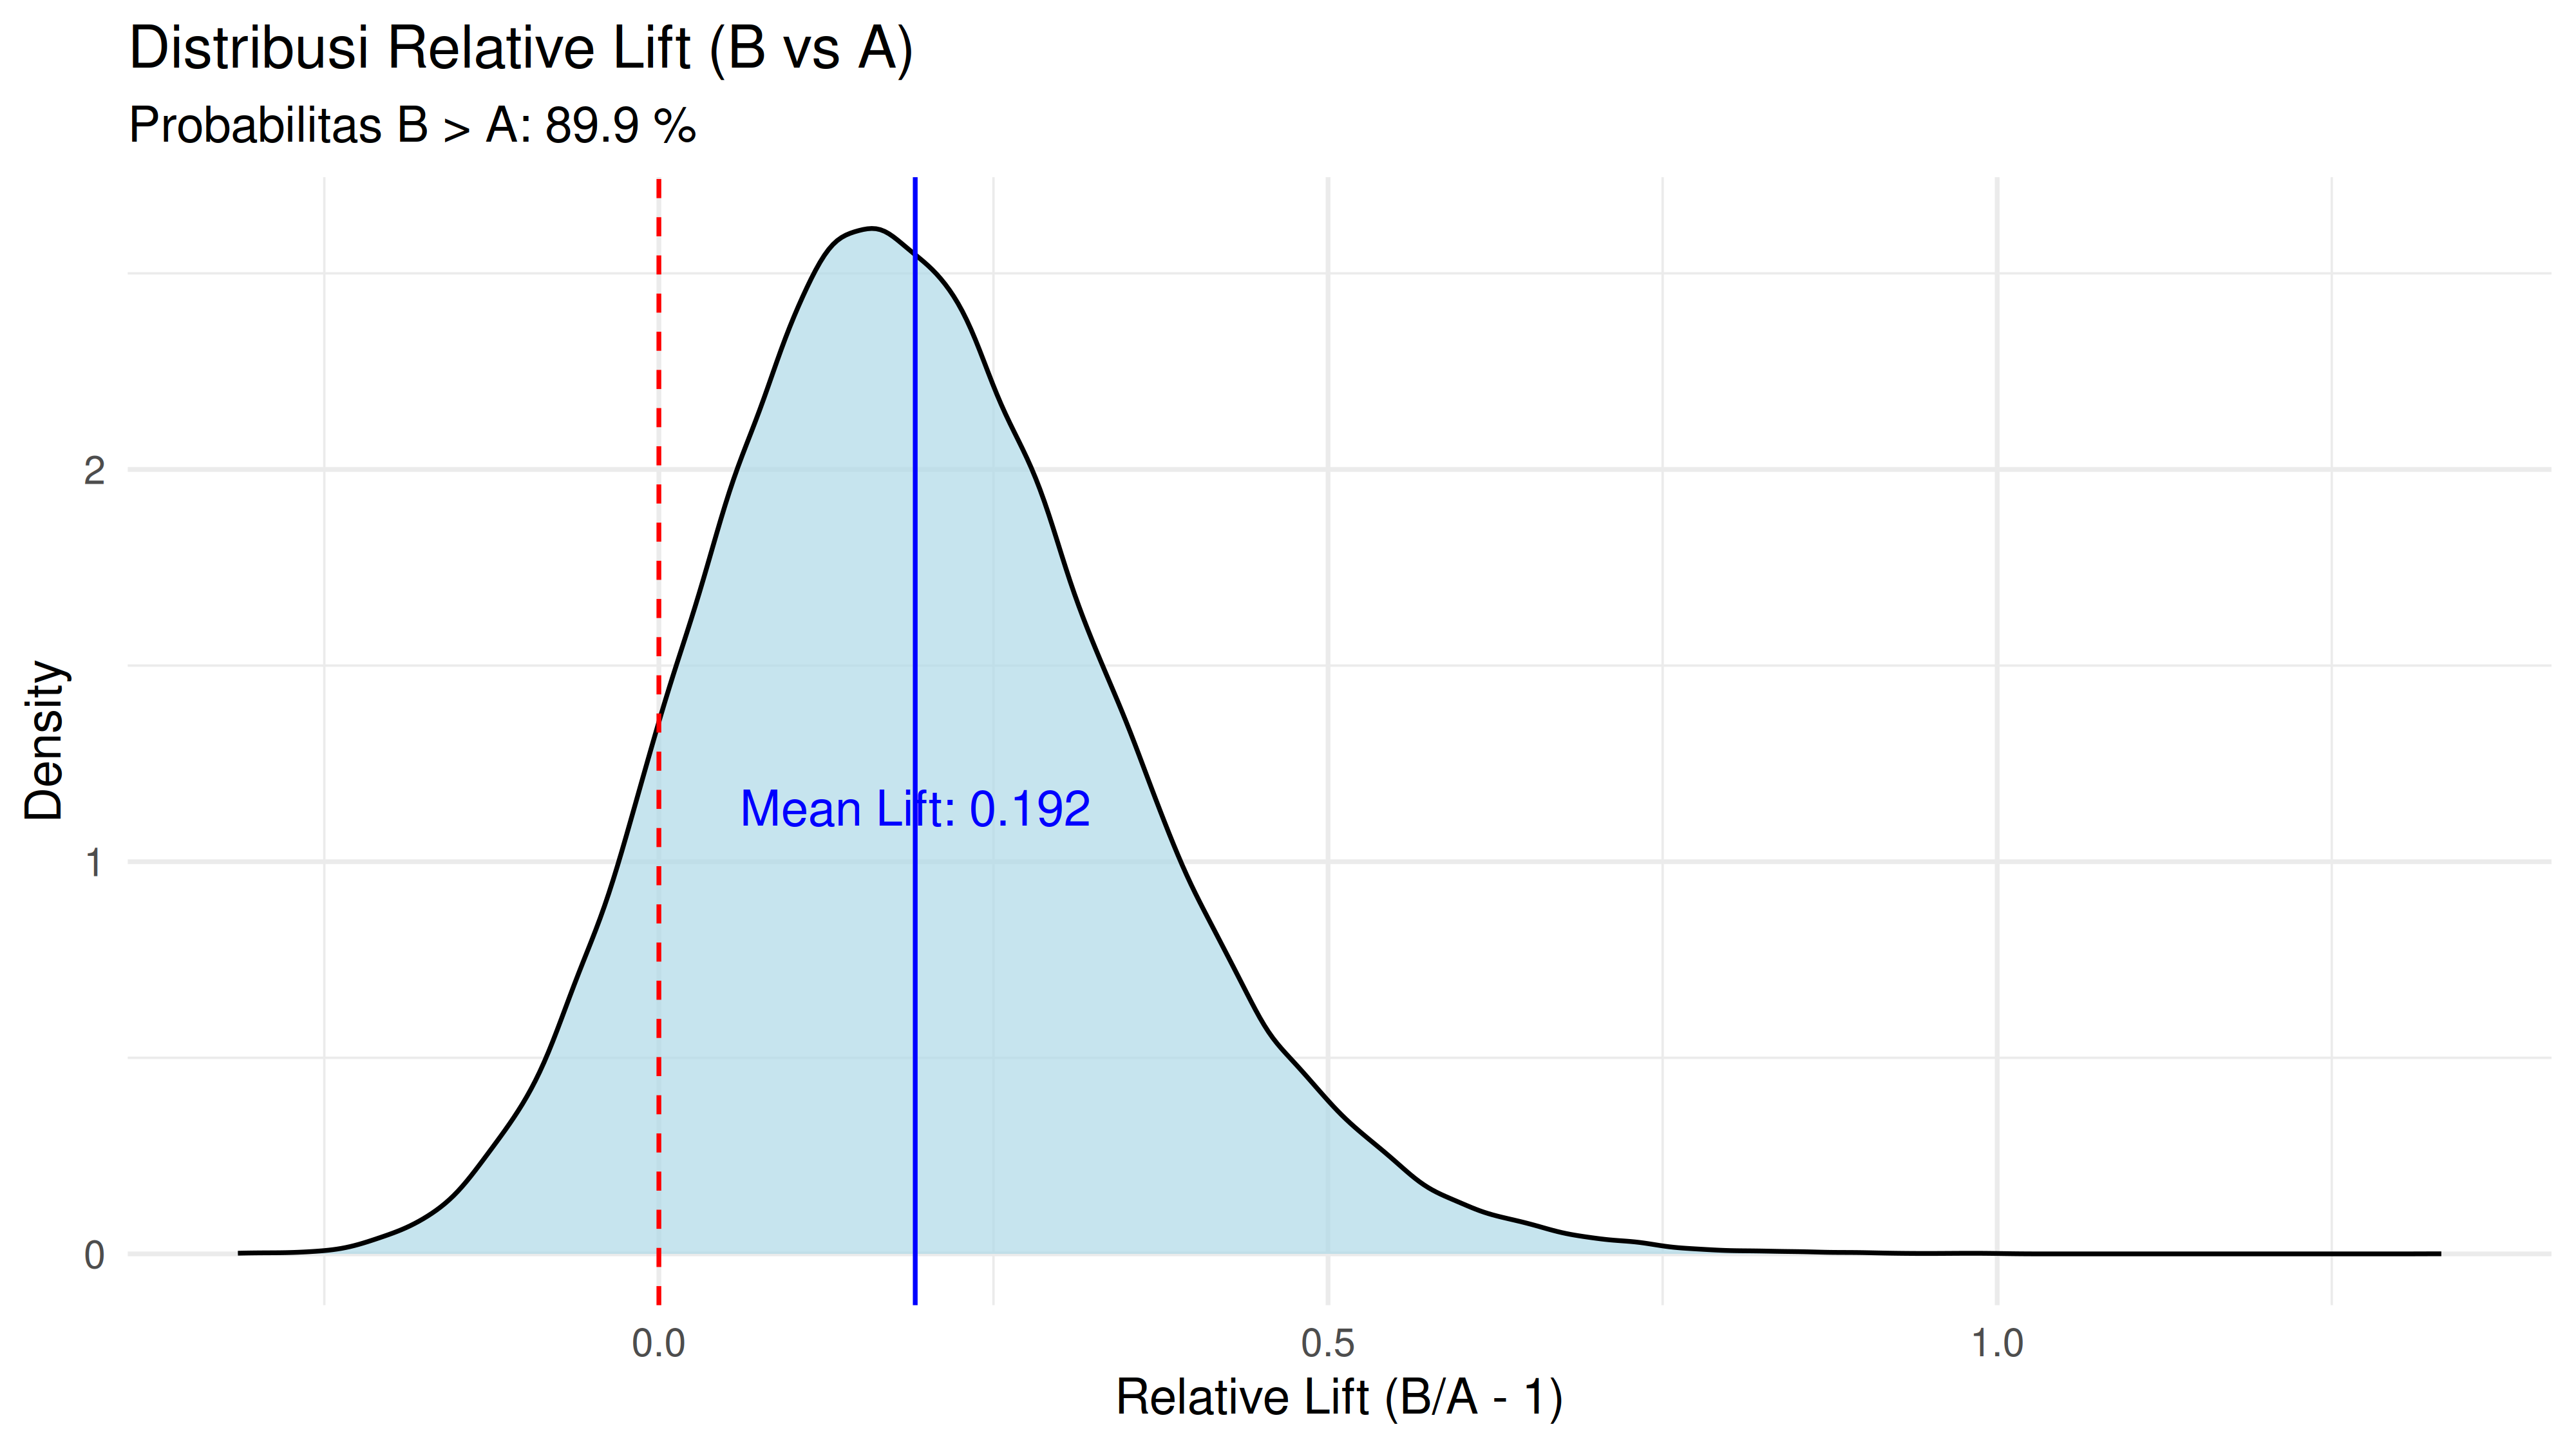 Distribusi Relative Lift (B vs A)
Probabilitas B > A: 89.9 %
Density
2
1
0
Mean Lift: 0.192
0.0
0.5
1.0
Relative Lift (B/A - 1)